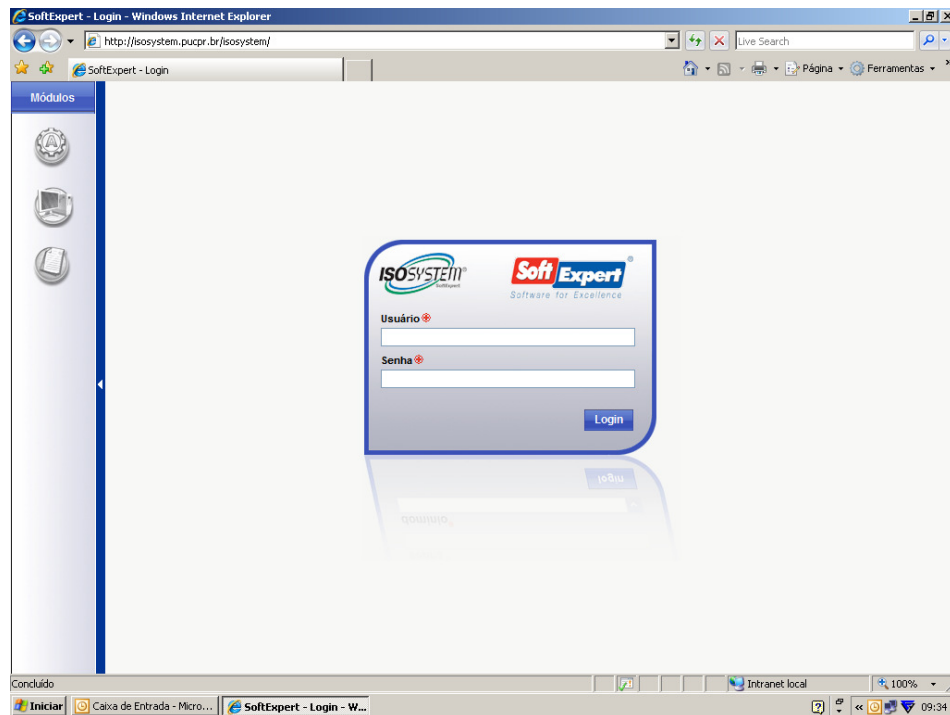 SoftExpert - Login - Windows Internet Explorer
http://isosystem.pucpr.br/isosystem/
Live Search
SoftExpert - Login
Página
Ferramentas
Módulos
ISOSYSTEM®
SoftExpert
Soft Expert®
Software for Excellence
Usuário
Senha
Login
Login
domínio
Concluído
Intranet local
100%
Iniciar
Caixa de Entrada - Micro...
SoftExpert - Login - W...
09:34